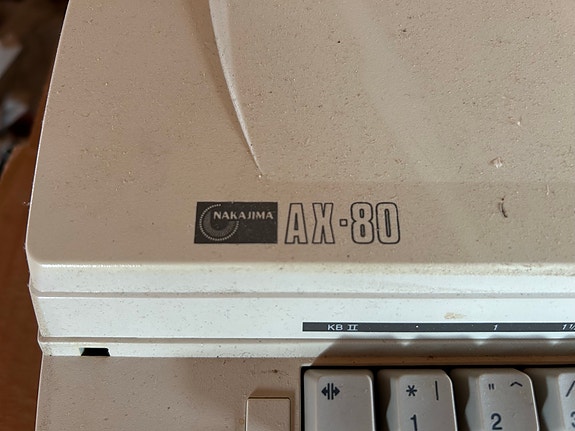 NAKAJIMA AX-80
KB II 1
* | " ^
1 2